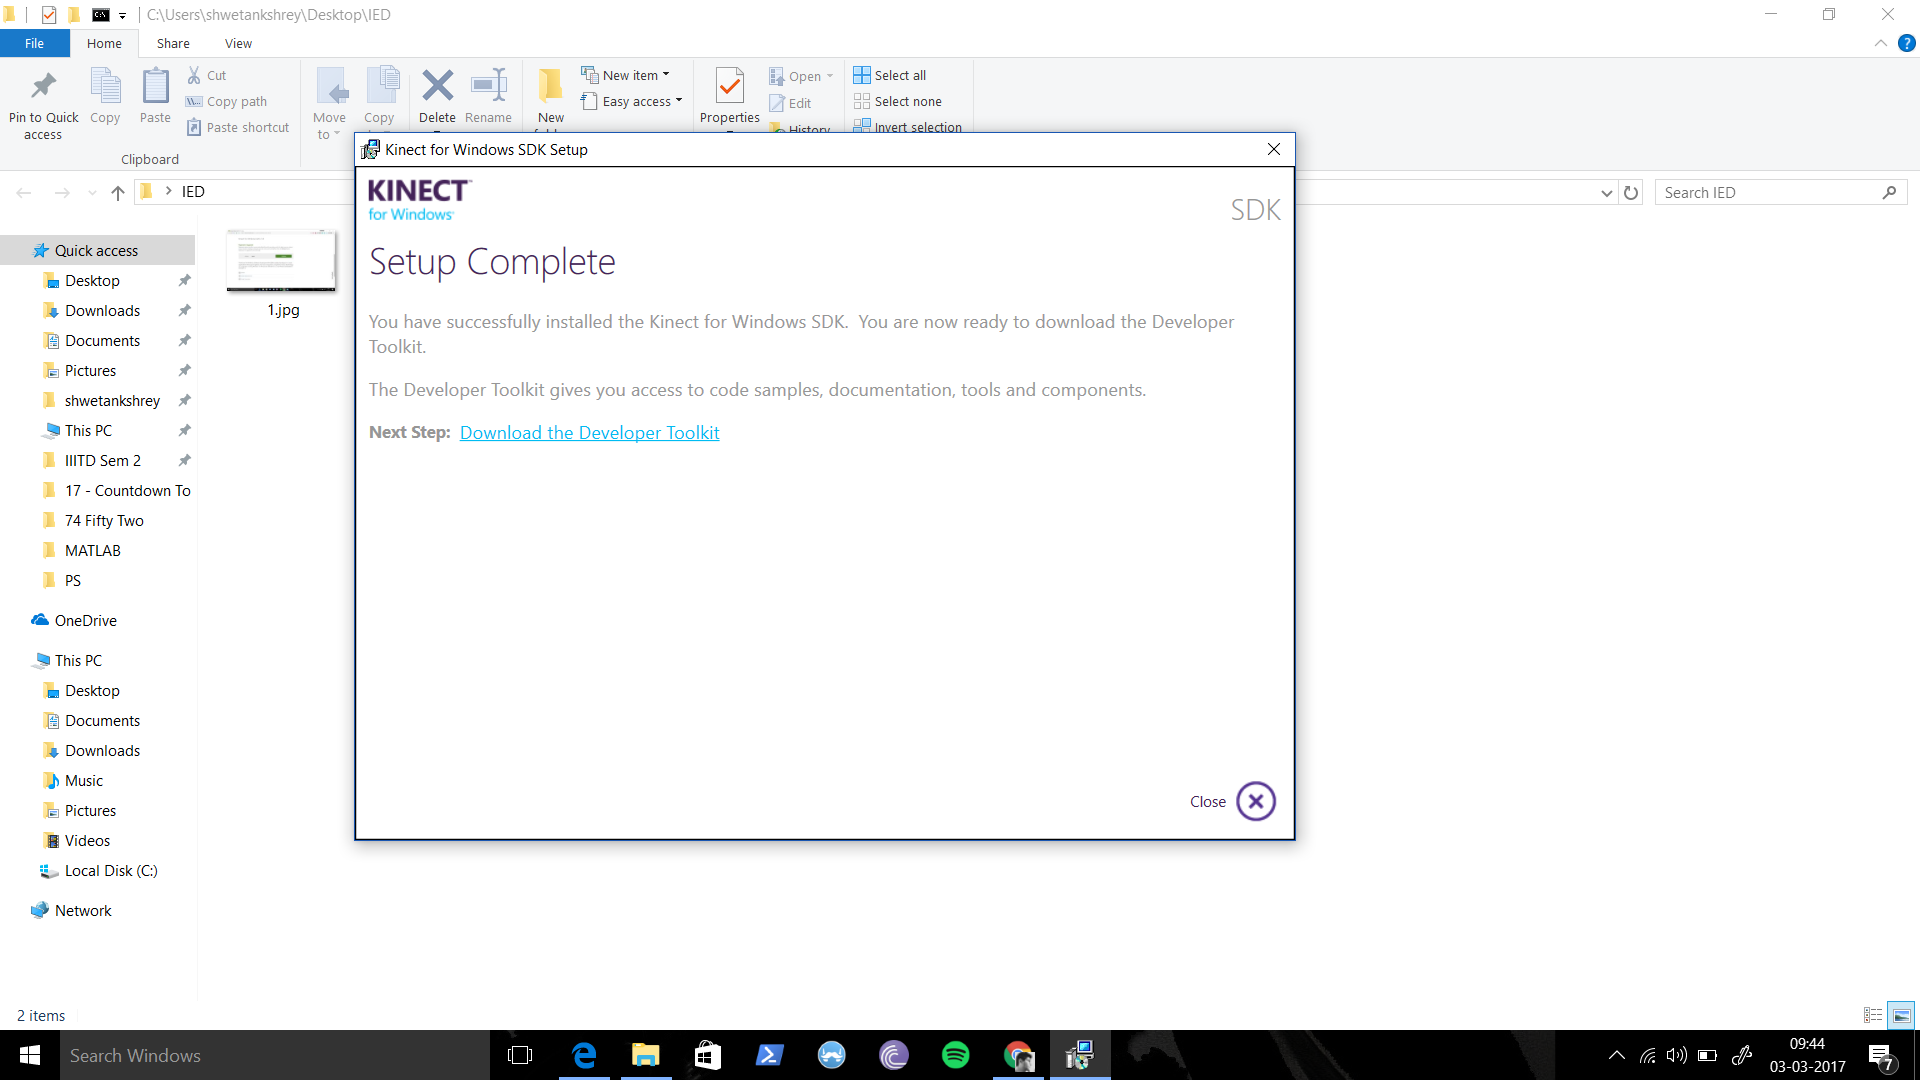 C:\Users\shwetankshrey\Desktop\IED
File Home Share View
Pin to Quick access
Copy
Paste
Cut
Copy path
Paste shortcut
Clipboard
Move to
Copy
Delete
Rename
New
New item
Easy access
Properties
Open
Edit
History
Select all
Select none
Invert selection
IED
Search IED
Kinect for Windows SDK Setup
KINECT™
for Windows
SDK
Setup Complete
You have successfully installed the Kinect for Windows SDK. You are now ready to download the Developer
Toolkit.
The Developer Toolkit gives you access to code samples, documentation, tools and components.
Next Step: Download the Developer Toolkit
Close
Quick access
Desktop
Downloads
Documents
Pictures
shwetankshrey
This PC
IIITD Sem 2
17 - Countdown To
74 Fifty Two
MATLAB
PS
OneDrive
This PC
Desktop
Documents
Downloads
Music
Pictures
Videos
Local Disk (C:)
Network
1.jpg
2 items
Search Windows
09:44
03-03-2017
7